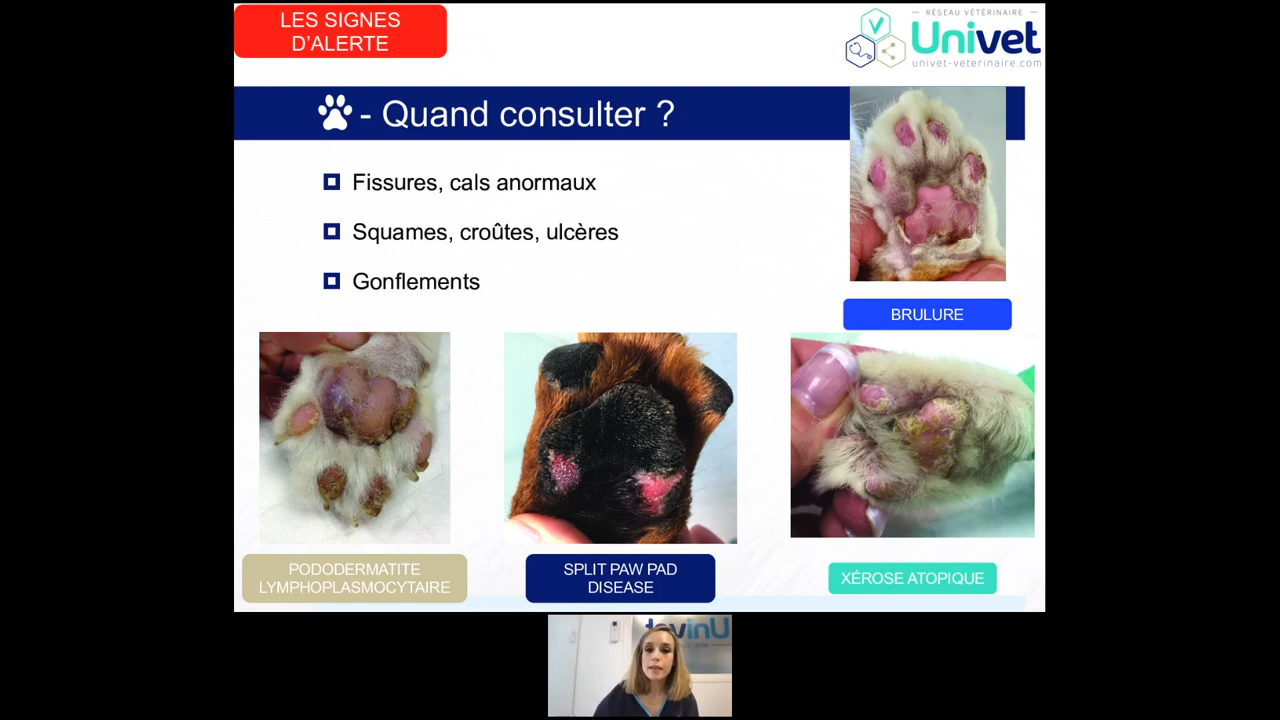 LES SIGNES
D'ALERTE
RÉSEAU VÉTÉRINAIRE
Univet
univet-veterinaire.com
- Quand consulter ?
Fissures, cals anormaux
Squames, croûtes, ulcères
Gonflements
BRULURE
PODODERMATITE
LYMPHOPLASMOCYTAIRE
SPLIT PAW PAD
DISEASE
XÉROSE ATOPIQUE
Univet